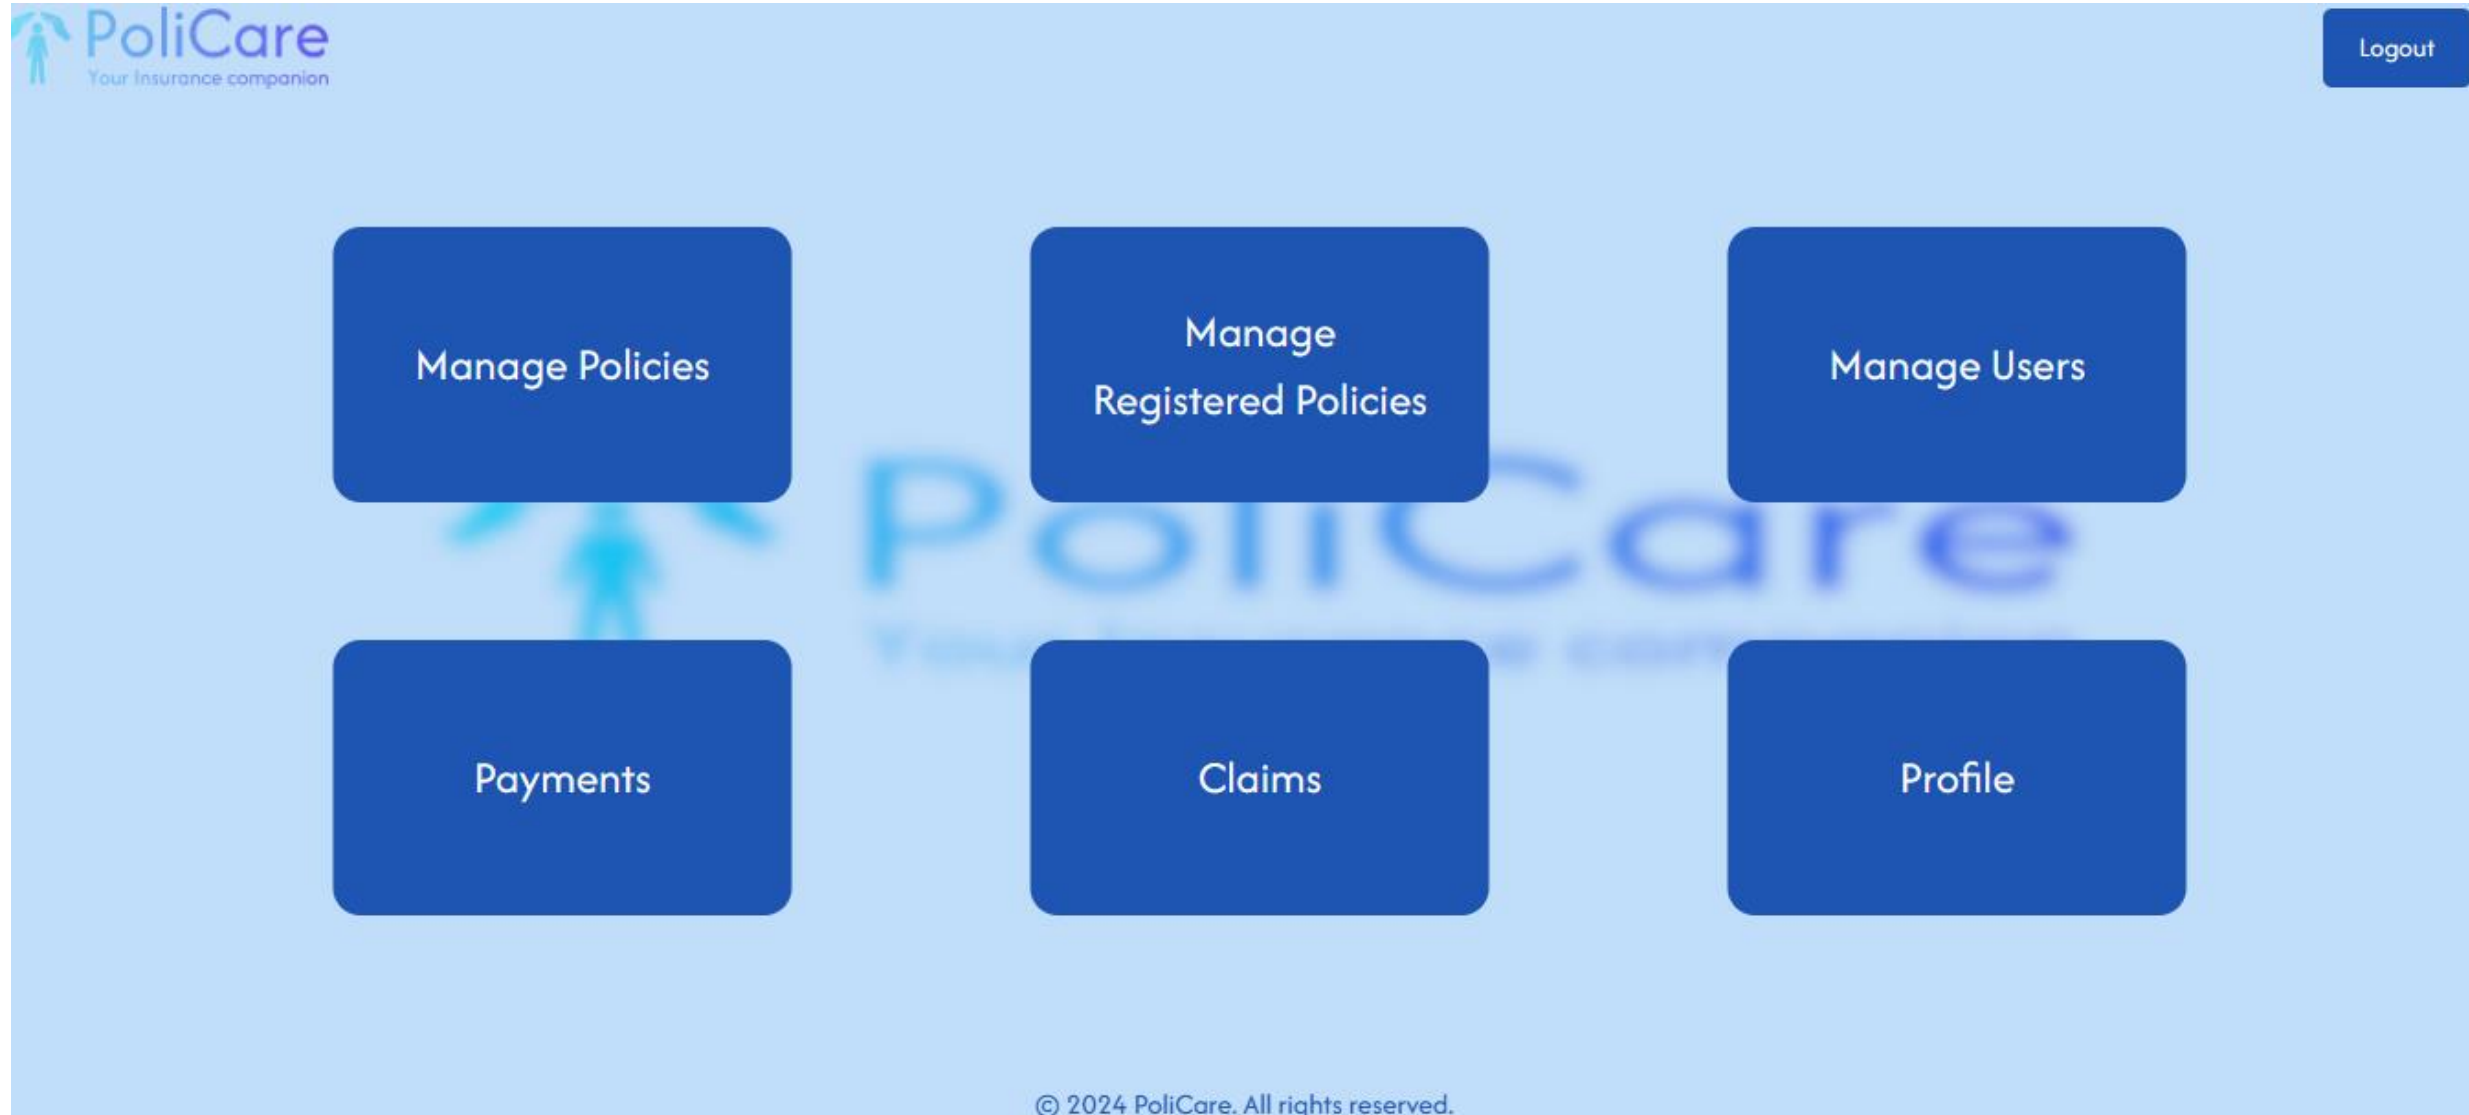 PoliCare
Your Insurance companion
Logout
Manage Policies
Manage
Registered Policies
Manage Users
PoliCare
Payments
Claims
Profile
© 2024 PoliCare. All rights reserved.